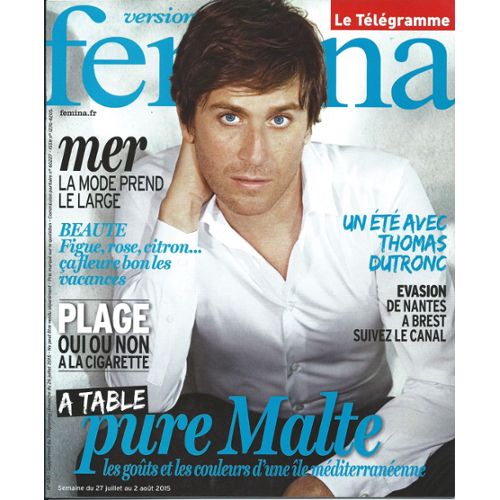 version
femina
Le Télégramme
femina.fr
mer
LA MODE PREND
LE LARGE
BEAUTE
Figue, rose, citron...
ça fleure bon les
vacances
UN ÉTÉ AVEC
THOMAS
DUTRONC
EVASION
DE NANTES
A BREST
SUIVEZ LE CANAL
PLAGE
OUI OU NON
A LA CIGARETTE
A TABLE
pure Malte
les goûts et les couleurs d'une île méditerranéenne
Semaine du 27 juillet au 2 août 2015